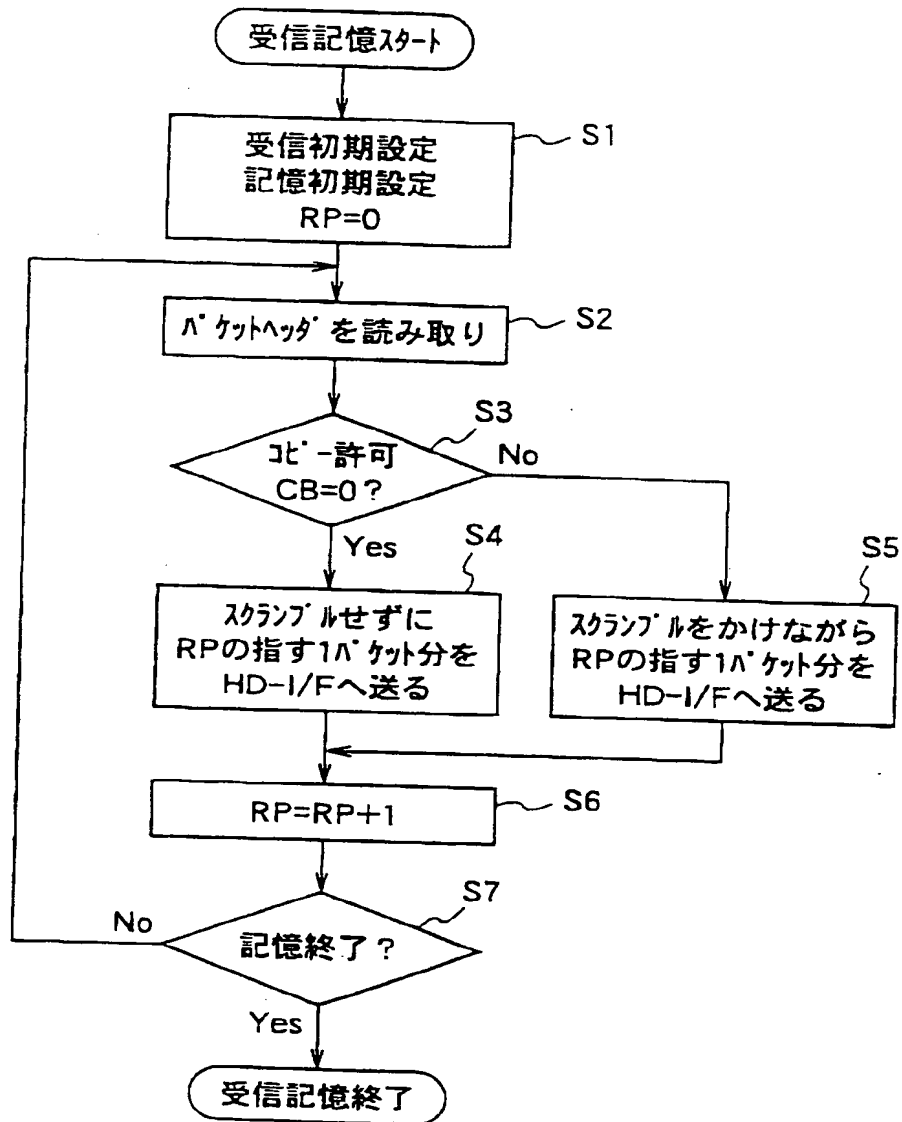 受信記憶スタート
S1
受信初期設定
記憶初期設定
RP=0
S2
パケットヘッダを読み取り
S3
コピー許可
CB=0?
No
Yes
S4
スクランブルせずに
RPの指す1パケット分を
HD-I/Fへ送る
S5
スクランブルをかけながら
RPの指す1パケット分を
HD-I/Fへ送る
S6
RP=RP+1
S7
記憶終了?
No
Yes
受信記憶終了